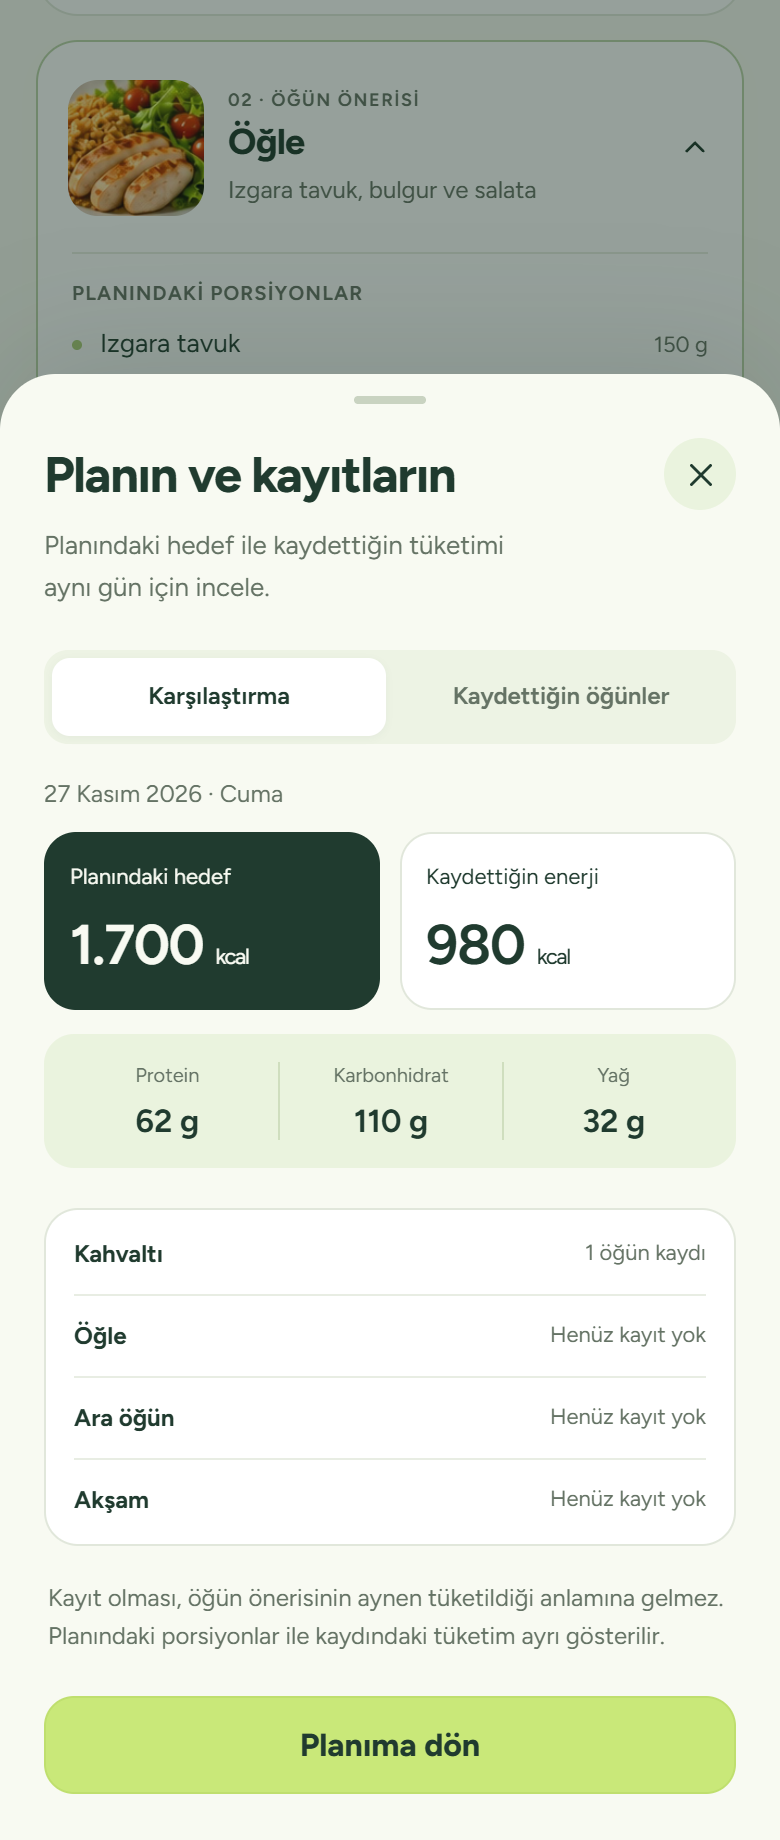 02 · ÖĞÜN ÖNERİSİ
Öğle
Izgara tavuk, bulgur ve salata
PLANINDAKİ PORSİYONLAR
Izgara tavuk 150 g
Planın ve kayıtların
Planındaki hedef ile kaydettiğin tüketimi
aynı gün için incele.
Karşılaştırma Kaydettiğin öğünler
27 Kasım 2026 · Cuma
Planındaki hedef Kaydettiğin enerji
1.700 kcal 980 kcal
Protein Karbonhidrat Yağ
62 g 110 g 32 g
Kahvaltı 1 öğün kaydı
Öğle Henüz kayıt yok
Ara öğün Henüz kayıt yok
Akşam Henüz kayıt yok
Kayıt olması, öğün önerisinin aynen tüketildiği anlamına gelmez.
Planındaki porsiyonlar ile kaydındaki tüketim ayrı gösterilir.
Planıma dön